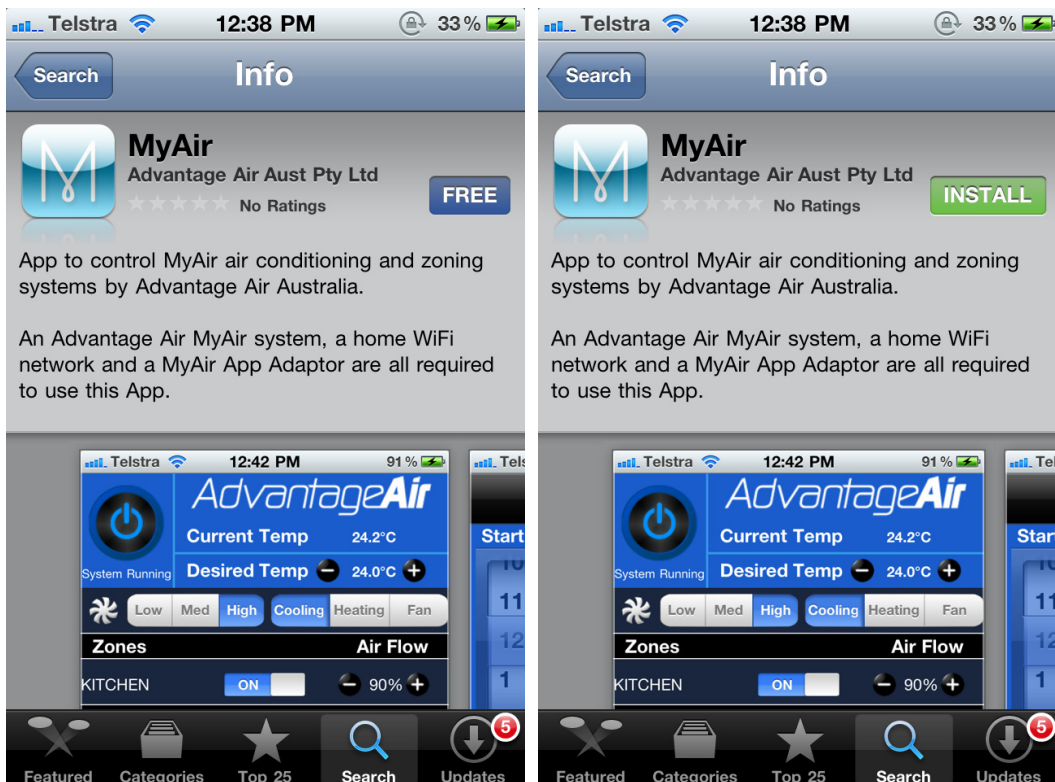 Telstra 12:38 PM 33%
Search Info
MyAir
Advantage Air Aust Pty Ltd
FREE
No Ratings
App to control MyAir air conditioning and zoning
systems by Advantage Air Australia.
An Advantage Air MyAir system, a home WiFi
network and a MyAir App Adaptor are all required
to use this App.
Telstra 12:42 PM 91%
AdvantageAir
Current Temp 24.2°C
System Running Desired Temp 24.0°C
Low Med High Cooling Heating Fan
Zones Air Flow
KITCHEN ON 90%
Start
10
11
12
1
5
Featured Categories Top 25 Search Updates
Telstra 12:38 PM 33%
Search Info
MyAir
Advantage Air Aust Pty Ltd
INSTALL
No Ratings
App to control MyAir air conditioning and zoning
systems by Advantage Air Australia.
An Advantage Air MyAir system, a home WiFi
network and a MyAir App Adaptor are all required
to use this App.
Telstra 12:42 PM 91%
AdvantageAir
Current Temp 24.2°C
System Running Desired Temp 24.0°C
Low Med High Cooling Heating Fan
Zones Air Flow
KITCHEN ON 90%
11
12
1
5
Featured Categories Top 25 Search Updates